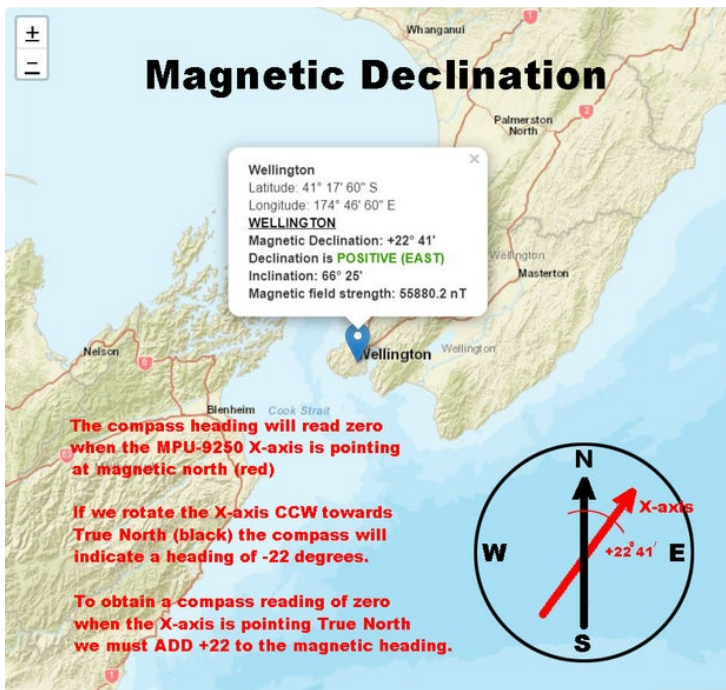 +
−
Whanganui
Magnetic Declination
Palmerston
North
2
3
×
Wellington
Latitude: 41° 17' 60" S
Longitude: 174° 46' 60" E
WELLINGTON
Magnetic Declination: +22° 41'
Declination is POSITIVE (EAST)
Inclination: 66° 25'
Magnetic field strength: 55880.2 nT
Wellington
Masterton
Nelson
6
Wellington
Wellington
Blenheim
Cook Strait
The compass heading will read zero
when the MPU-9250 X-axis is pointing
at magnetic north (red)
If we rotate the X-axis CCW towards
True North (black) the compass will
indicate a heading of -22 degrees.
To obtain a compass reading of zero
when the X-axis is pointing True North
we must ADD +22 to the magnetic heading.
N
X-axis
W
+22° 41'
E
S
1